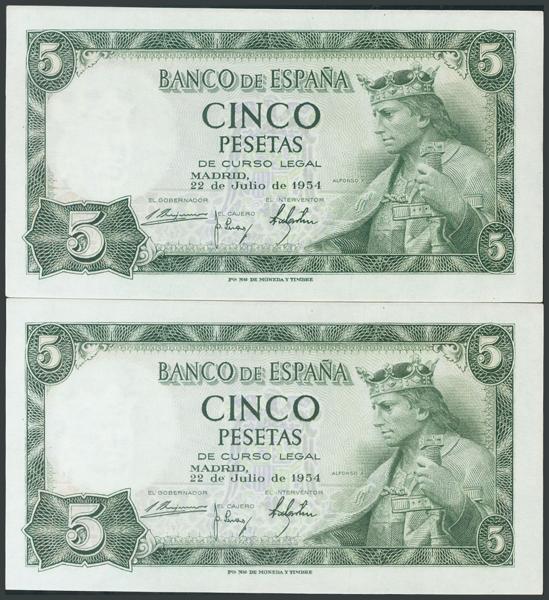 5 5
BANCO DE ESPAÑA
CINCO
PESETAS
DE CURSO LEGAL
MADRID,
22 de Julio de 1954
ALFONSO X
EL GOBERNADOR EL INTERVENTOR
EL CAJERO
5 5
FCA NAL DE MONEDA Y TIMBRE
5 5
BANCO DE ESPAÑA
CINCO
PESETAS
DE CURSO LEGAL
MADRID,
22 de Julio de 1954
ALFONSO X
EL GOBERNADOR EL INTERVENTOR
EL CAJERO
5 5
FCA NAL DE MONEDA Y TIMBRE